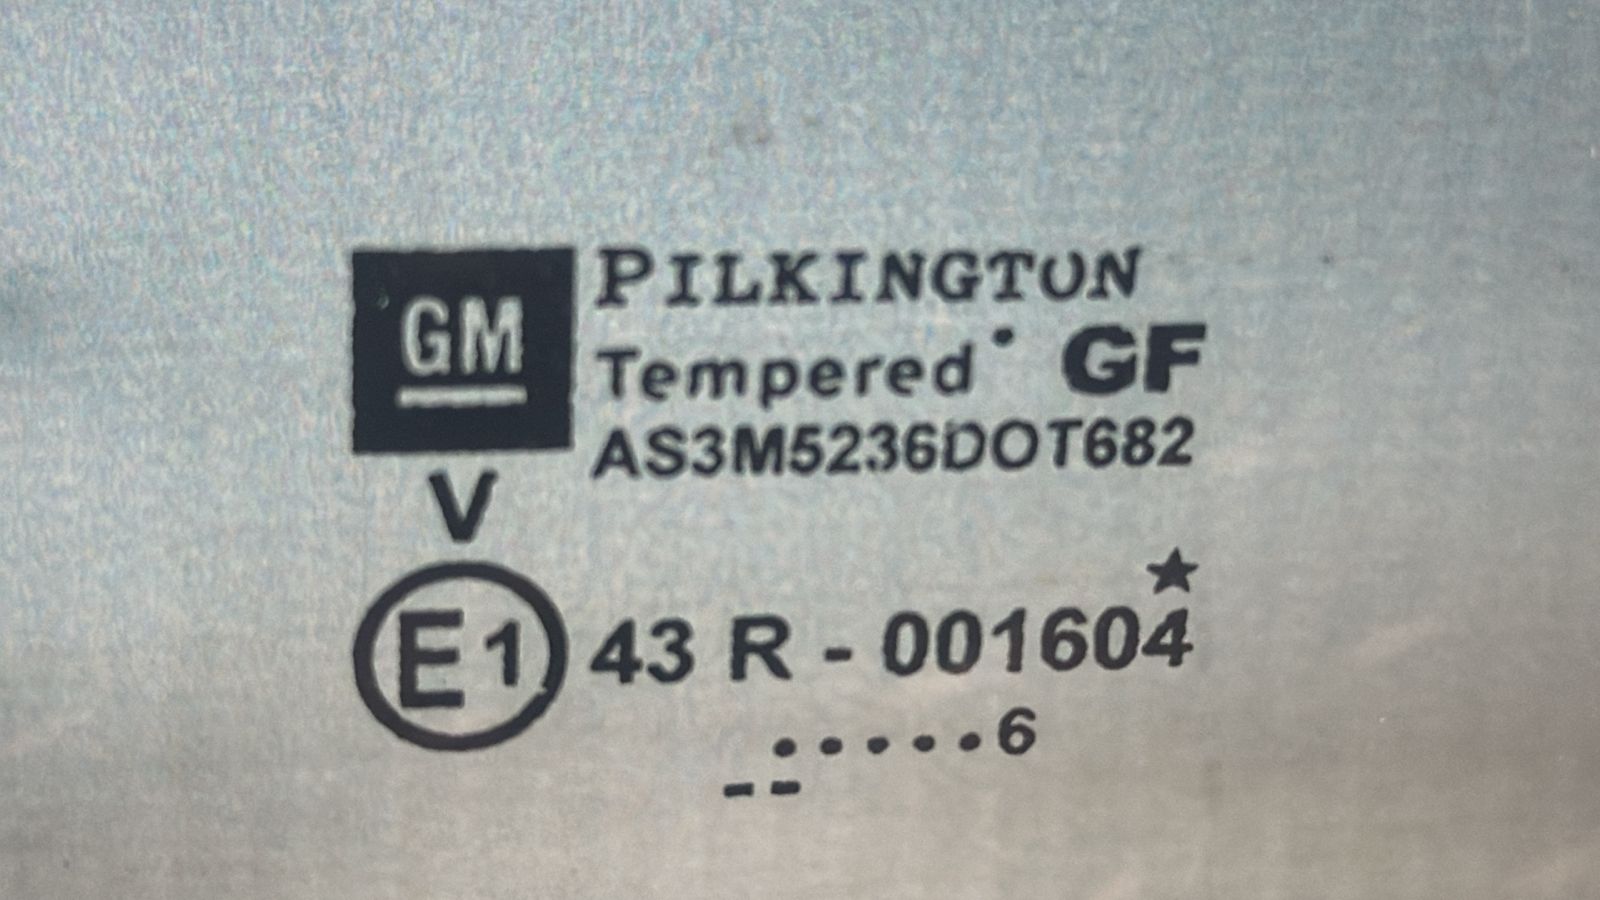 GM
PILKINGTON
Tempered GF
AS3M5236DOT682
V
E1 43 R - 001604
.....6
--